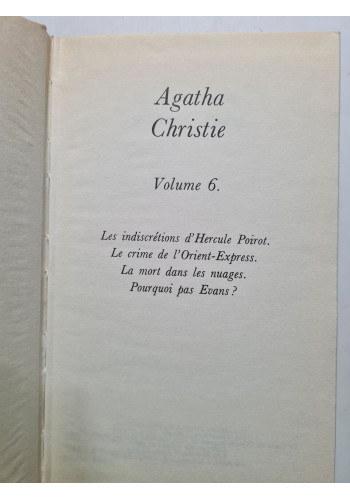 Agatha
Christie
Volume 6.
Les indiscrétions d'Hercule Poirot.
Le crime de l'Orient-Express.
La mort dans les nuages.
Pourquoi pas Evans ?